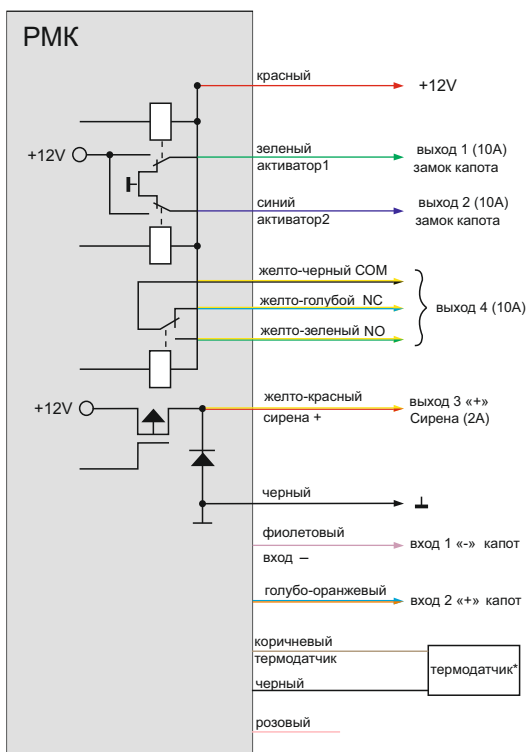 РМК
красный
+12V
+12V
зеленый
активатор1
выход 1 (10А)
замок капота
синий
активатор2
выход 2 (10А)
замок капота
желто-черный COM
желто-голубой NC
желто-зеленый NO
выход 4 (10А)
+12V
желто-красный
сирена +
выход 3 «+»
Сирена (2А)
черный
фиолетовый
вход –
вход 1 «-» капот
голубо-оранжевый
вход 2 «+» капот
коричневый
термодатчик
черный
термодатчик*
розовый